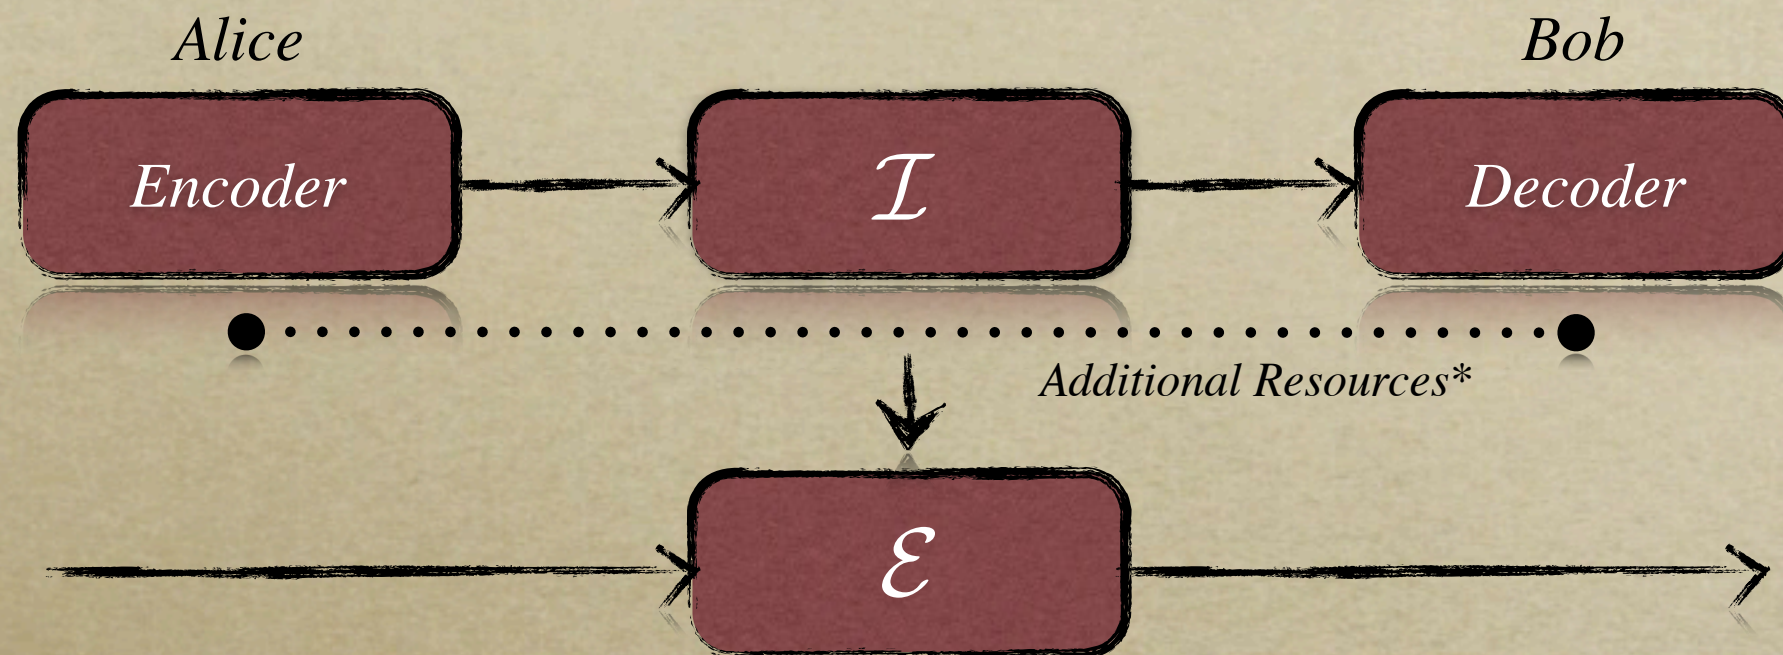 Alice
Bob
Encoder
ℐ
Decoder
Additional Resources*
ℰ